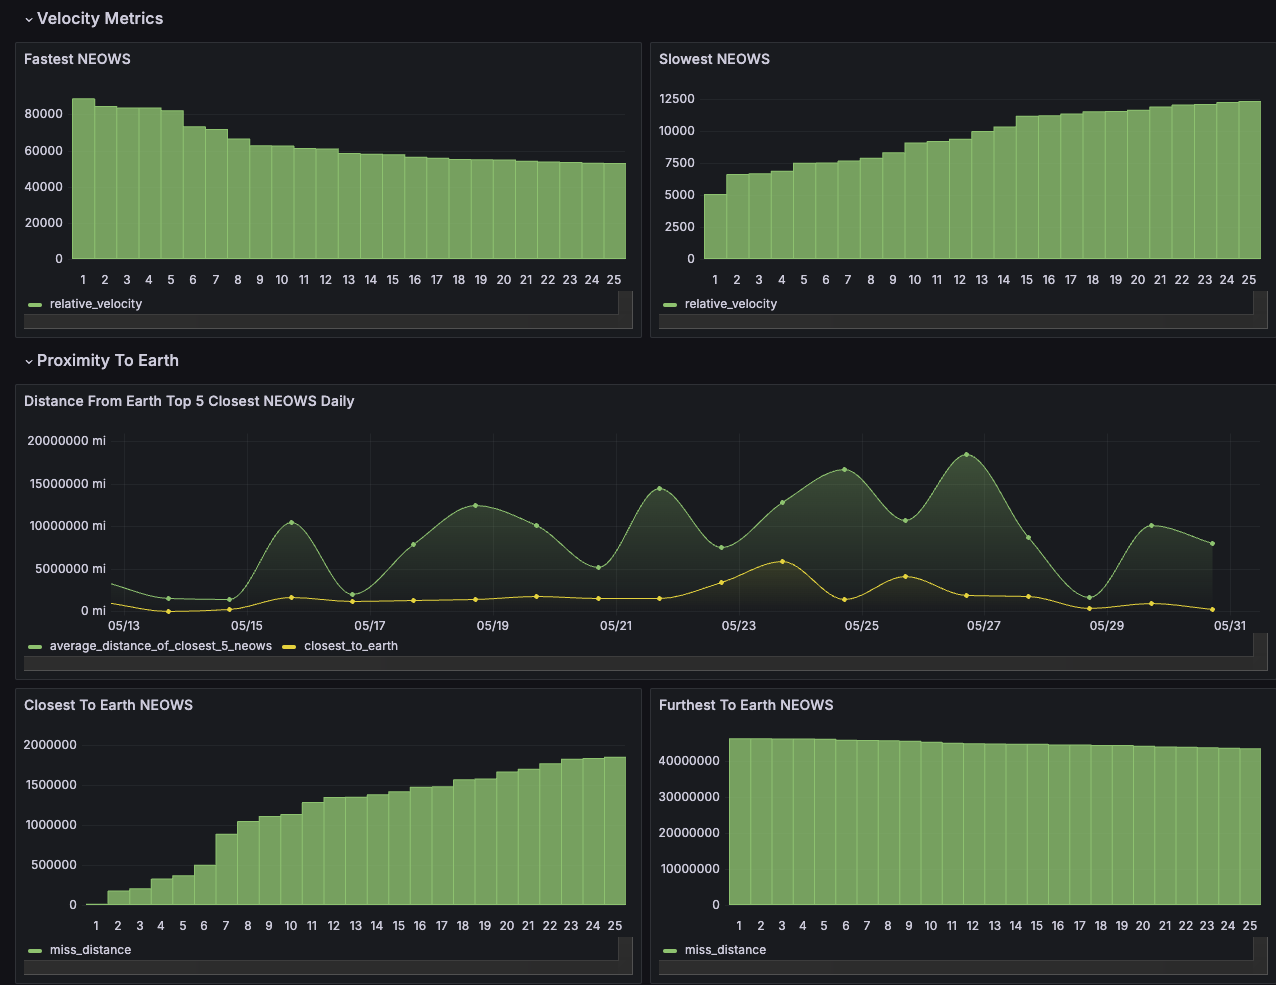 Velocity Metrics
Fastest NEOWS
80000
60000
40000
20000
0
1 2 3 4 5 6 7 8 9 10 11 12 13 14 15 16 17 18 19 20 21 22 23 24 25
relative_velocity
Slowest NEOWS
12500
10000
7500
5000
2500
0
1 2 3 4 5 6 7 8 9 10 11 12 13 14 15 16 17 18 19 20 21 22 23 24 25
relative_velocity
Proximity To Earth
Distance From Earth Top 5 Closest NEOWS Daily
20000000 mi
15000000 mi
10000000 mi
5000000 mi
0 mi
05/13 05/15 05/17 05/19 05/21 05/23 05/25 05/27 05/29 05/31
average_distance_of_closest_5_neows closest_to_earth
Closest To Earth NEOWS
2000000
1500000
1000000
500000
0
1 2 3 4 5 6 7 8 9 10 11 12 13 14 15 16 17 18 19 20 21 22 23 24 25
miss_distance
Furthest To Earth NEOWS
40000000
30000000
20000000
10000000
0
1 2 3 4 5 6 7 8 9 10 11 12 13 14 15 16 17 18 19 20 21 22 23 24 25
miss_distance